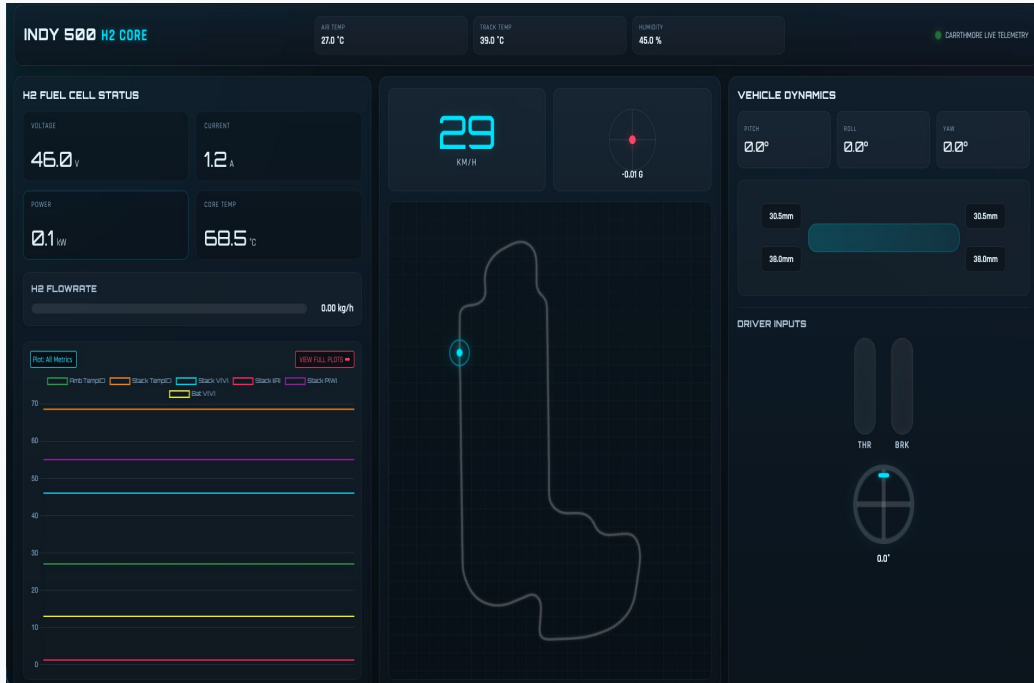 INDY 500 H2 CORE
AIR TEMP
27.0 °C
TRACK TEMP
39.0 °C
HUMIDITY
45.0 %
CARRTHMORE LIVE TELEMETRY
H2 FUEL CELL STATUS
VOLTAGE
46.0 V
CURRENT
1.2 A
POWER
0.1 kW
CORE TEMP
68.5 °C
H2 FLOWRATE
0.00 kg/h
Plot: All Metrics
VIEW FULL PLOTS ➡
Amb Temp(C) Stack Temp(C) Stack V(V) Stack I(A) Stack P(W)
Bat V(V)
70
60
50
40
30
20
10
0
29
KM/H
-0.01 G
VEHICLE DYNAMICS
PITCH
0.0°
ROLL
0.0°
YAW
0.0°
30.5mm
30.5mm
38.0mm
38.0mm
DRIVER INPUTS
THR
BRK
0.0°